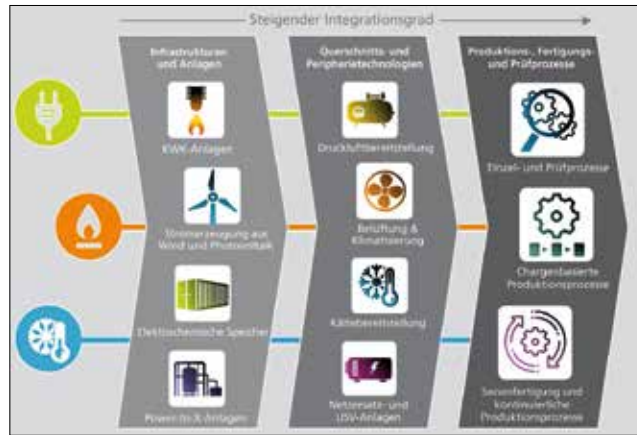 Steigender Integrationsgrad
Infrastrukturen
und Anlagen
KWK-Anlagen
Stromerzeugung aus
Wind und Photovoltaik
Elektrochemische Speicher
Power-to-X-Anlagen
Querschnitts- und
Peripherietechnologien
Druckluftbereitstellung
Belüftung &
Klimatisierung
Kältebereitstellung
Netzersatz- und
USV-Anlagen
Produktions-, Fertigungs-
und Prüfprozesse
Einzel- und Prüfprozesse
Chargenbasierte
Produktionsprozesse
Serienfertigung und
kontinuierliche
Produktionsprozesse